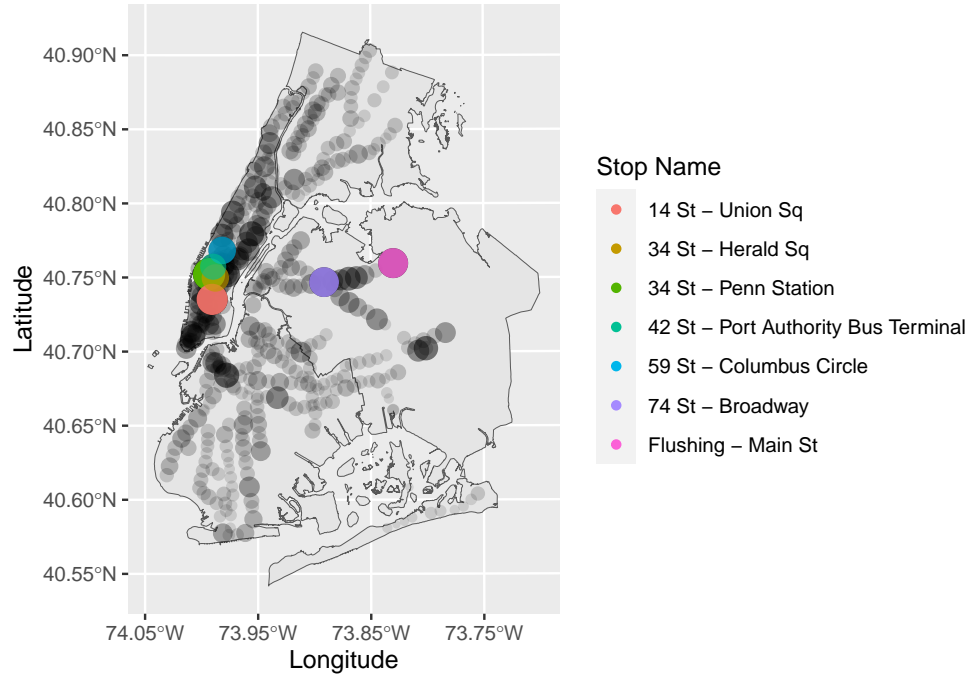 40.90°N
40.85°N
40.80°N
40.75°N
40.70°N
40.65°N
40.60°N
40.55°N
Latitude
74.05°W 73.95°W 73.85°W 73.75°W
Longitude
Stop Name
14 St − Union Sq
34 St − Herald Sq
34 St − Penn Station
42 St − Port Authority Bus Terminal
59 St − Columbus Circle
74 St − Broadway
Flushing − Main St